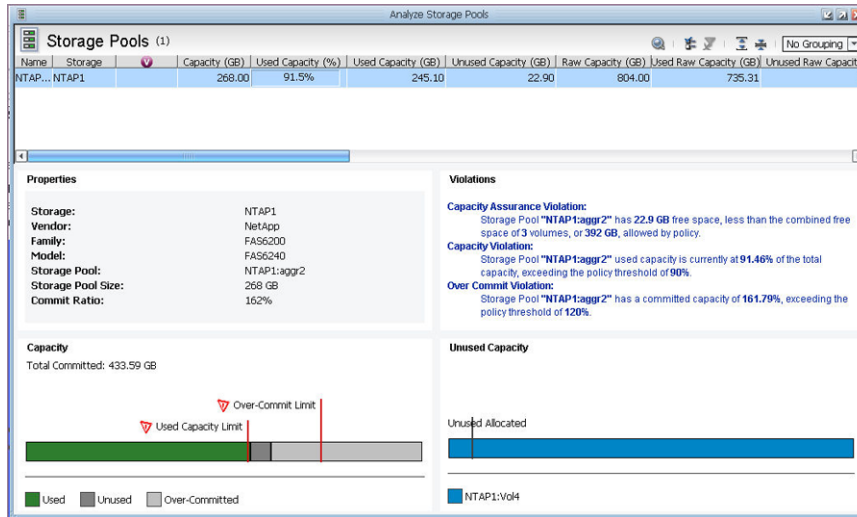 Analyze Storage Pools
Storage Pools (1)
No Grouping
Name Storage Capacity (GB) Used Capacity (%) Used Capacity (GB) Unused Capacity (GB) Raw Capacity (GB) Used Raw Capacity (GB) Unused Raw Capacit
NTAP... NTAP1 268.00 91.5% 245.10 22.90 804.00 735.31
Properties
Storage: NTAP1
Vendor: NetApp
Family: FAS6200
Model: FAS6240
Storage Pool: NTAP1:aggr2
Storage Pool Size: 268 GB
Commit Ratio: 162%
Violations
Capacity Assurance Violation:
Storage Pool "NTAP1:aggr2" has 22.9 GB free space, less than the combined free
space of 3 volumes, or 392 GB, allowed by policy.
Capacity Violation:
Storage Pool "NTAP1:aggr2" used capacity is currently at 91.46% of the total
capacity, exceeding the policy threshold of 90%.
Over Commit Violation:
Storage Pool "NTAP1:aggr2" has a committed capacity of 161.79%, exceeding the
policy threshold of 120%.
Capacity
Total Committed: 433.59 GB
Over-Commit Limit
Used Capacity Limit
Used Unused Over-Committed
Unused Capacity
Unused Allocated
NTAP1:Vol4